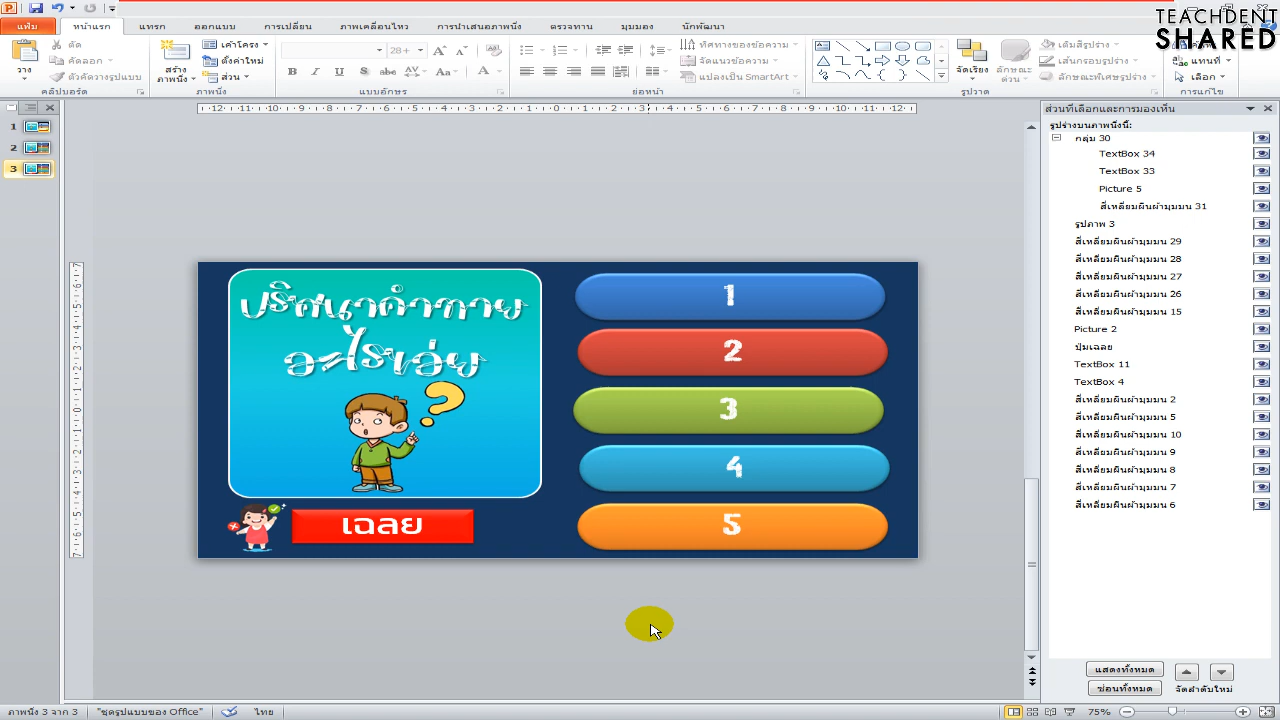 TEACHDENT
SHARED
แฟ้ม
หน้าแรก
แทรก
ออกแบบ
การเปลี่ยน
ภาพเคลื่อนไหว
การนำเสนอภาพนิ่ง
ตรวจทาน
มุมมอง
นักพัฒนา
วาง
ตัด
คัดลอก
ตัวคัดวางรูปแบบ
คลิปบอร์ด
สร้าง
ภาพนิ่ง
เค้าโครง
ตั้งค่าใหม่
ส่วน
ภาพนิ่ง
28+
แบบอักษร
ทิศทางของข้อความ
จัดแนวข้อความ
แปลงเป็น SmartArt
ย่อหน้า
จัดเรียง
ลักษณะ
ด่วน
เติมสีรูปร่าง
เส้นกรอบรูปร่าง
ลักษณะพิเศษรูปร่าง
รูปวาด
แทนที่
เลือก
การแก้ไข
1
2
3
ปริศนาคำทาย
อะไรเอ่ย
เฉลย
1
2
3
4
5
ส่วนที่เลือกและการมองเห็น
รูปร่างบนภาพนิ่งนี้:
กลุ่ม 30
TextBox 34
TextBox 33
Picture 5
สี่เหลี่ยมผืนผ้ามุมมน 31
รูปภาพ 3
สี่เหลี่ยมผืนผ้ามุมมน 29
สี่เหลี่ยมผืนผ้ามุมมน 28
สี่เหลี่ยมผืนผ้ามุมมน 27
สี่เหลี่ยมผืนผ้ามุมมน 26
สี่เหลี่ยมผืนผ้ามุมมน 15
Picture 2
ปุ่มเฉลย
TextBox 11
TextBox 4
สี่เหลี่ยมผืนผ้ามุมมน 2
สี่เหลี่ยมผืนผ้ามุมมน 5
สี่เหลี่ยมผืนผ้ามุมมน 10
สี่เหลี่ยมผืนผ้ามุมมน 9
สี่เหลี่ยมผืนผ้ามุมมน 8
สี่เหลี่ยมผืนผ้ามุมมน 7
สี่เหลี่ยมผืนผ้ามุมมน 6
แสดงทั้งหมด
ซ่อนทั้งหมด
จัดลำดับใหม่
ภาพนิ่ง 3 จาก 3
"ชุดรูปแบบของ Office"
ไทย
75%